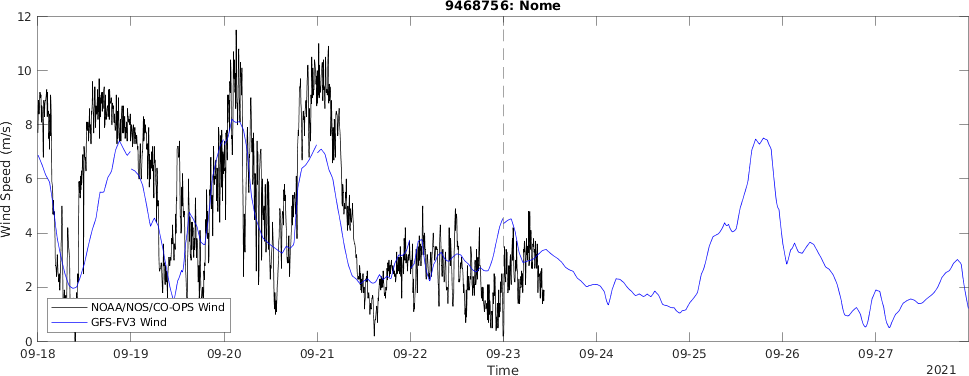 9468756: Nome
12
10
8
6
4
2
0
Wind Speed (m/s)
NOAA/NOS/CO-OPS Wind
GFS-FV3 Wind
09-18 09-19 09-20 09-21 09-22 09-23 09-24 09-25 09-26 09-27
Time
2021